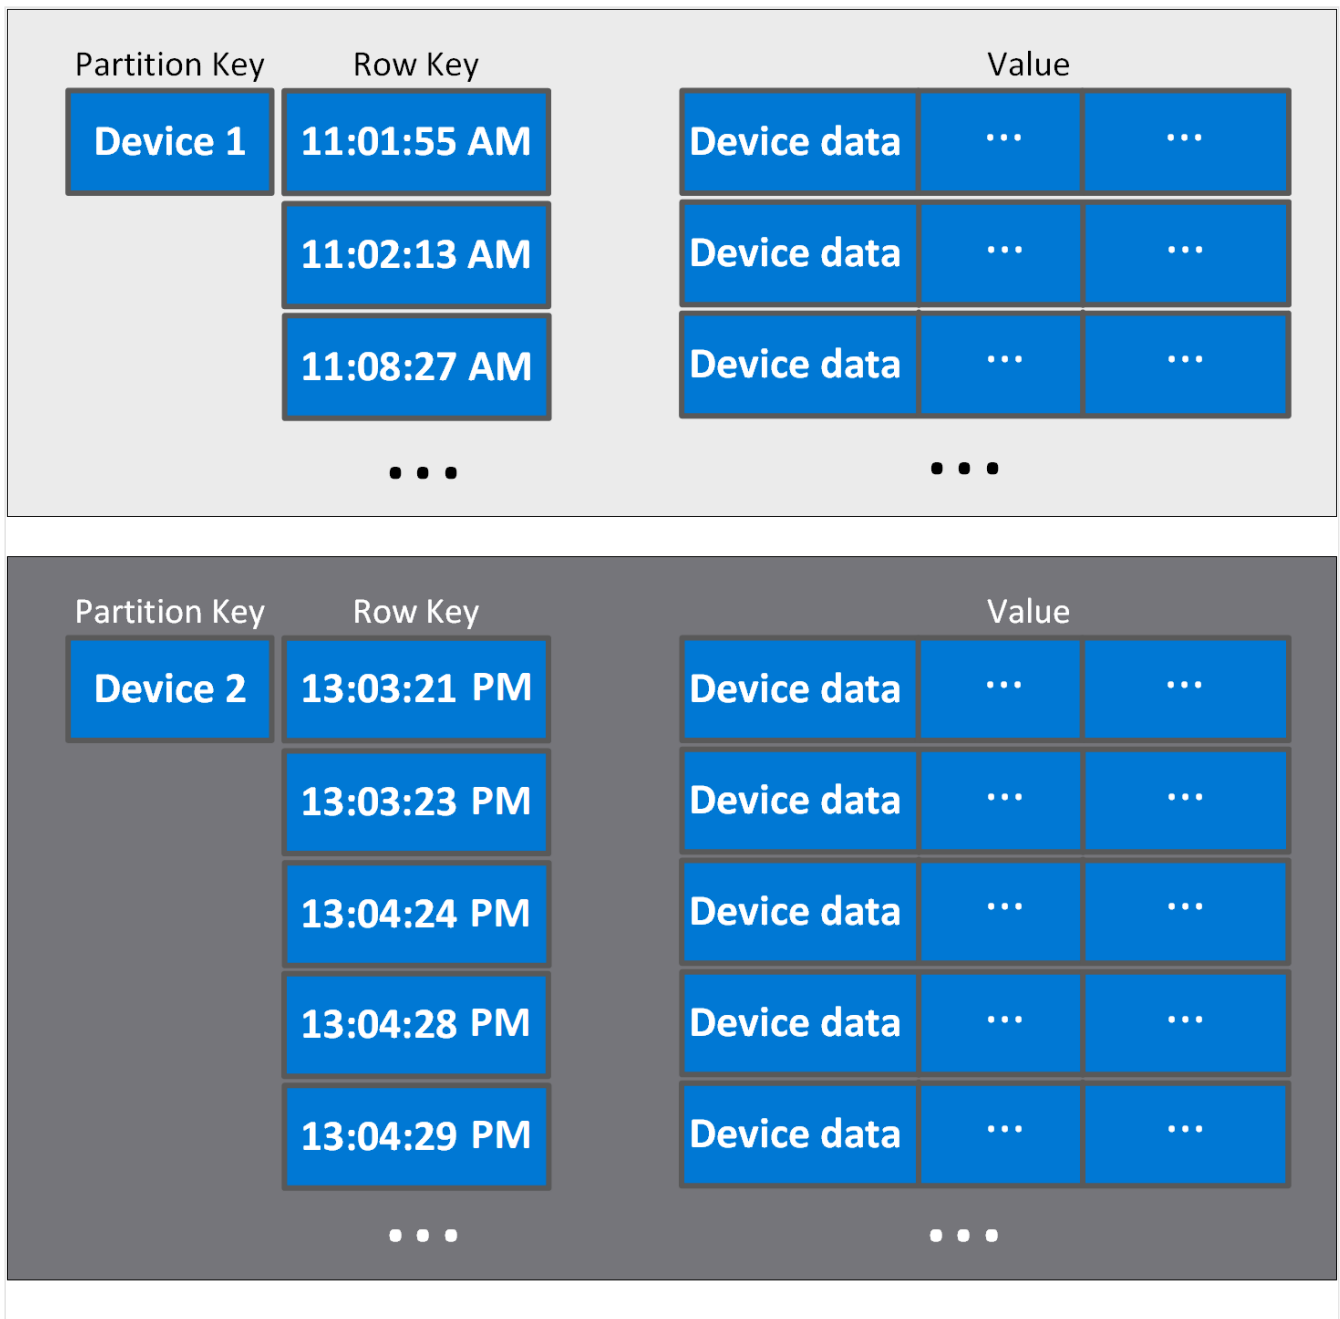 Partition Key Row Key Value
Device 1 11:01:55 AM Device data ... ...
11:02:13 AM Device data ... ...
11:08:27 AM Device data ... ...
... ...
Partition Key Row Key Value
Device 2 13:03:21 PM Device data ... ...
13:03:23 PM Device data ... ...
13:04:24 PM Device data ... ...
13:04:28 PM Device data ... ...
13:04:29 PM Device data ... ...
... ...